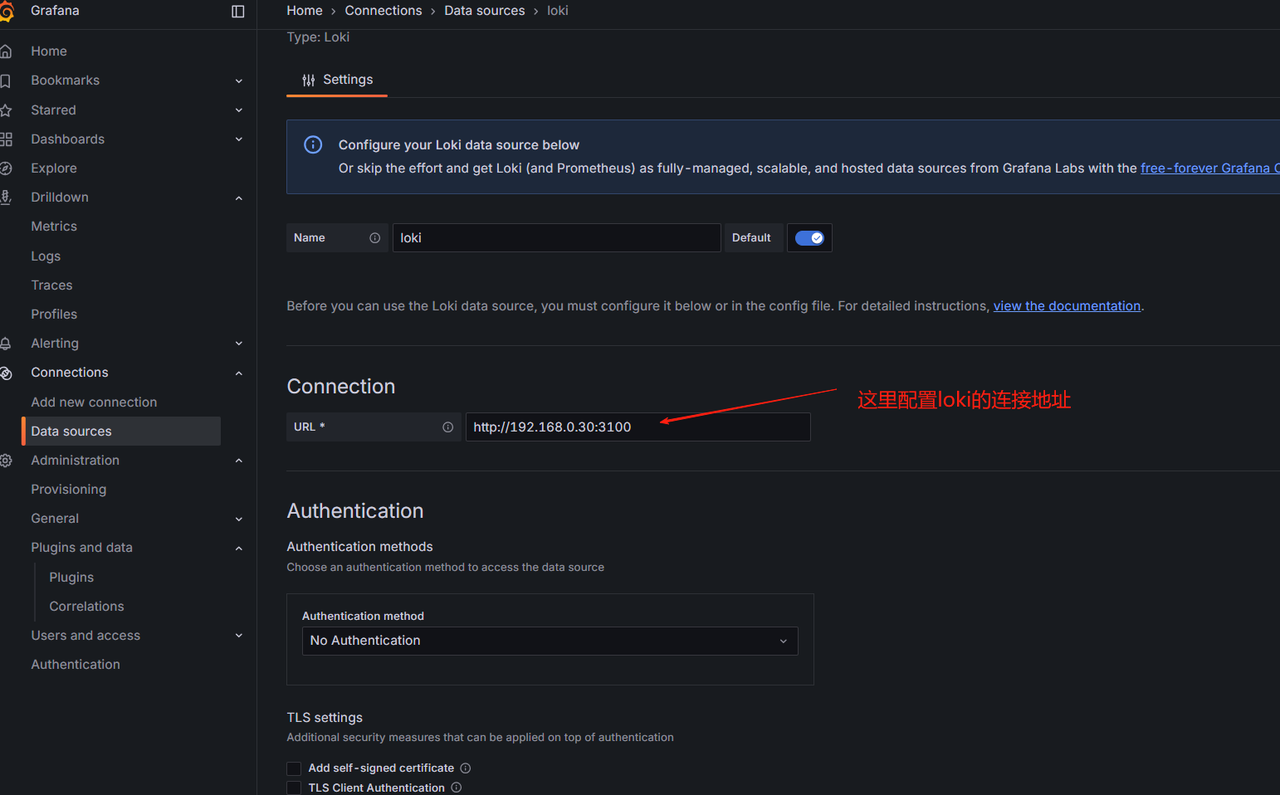 Grafana
Home › Connections › Data sources › loki
Type: Loki
Home
Bookmarks
Starred
Dashboards
Explore
Drilldown
Metrics
Logs
Traces
Profiles
Alerting
Connections
Add new connection
Data sources
Administration
Provisioning
General
Plugins and data
Plugins
Correlations
Users and access
Authentication
Settings
Configure your Loki data source below
Or skip the effort and get Loki (and Prometheus) as fully-managed, scalable, and hosted data sources from Grafana Labs with the free-forever Grafana C
Name loki Default
Before you can use the Loki data source, you must configure it below or in the config file. For detailed instructions, view the documentation.
Connection
这里配置loki的连接地址
URL * http://192.168.0.30:3100
Authentication
Authentication methods
Choose an authentication method to access the data source
Authentication method
No Authentication
TLS settings
Additional security measures that can be applied on top of authentication
Add self-signed certificate
TLS Client Authentication